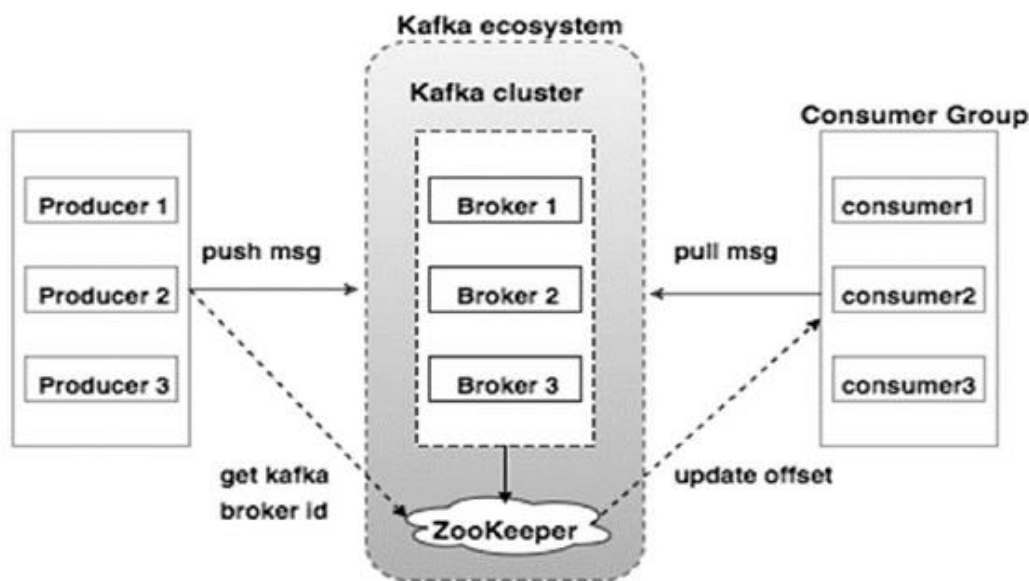 Kafka ecosystem
Kafka cluster
Consumer Group
Producer 1
Broker 1
consumer1
push msg
pull msg
Producer 2
Broker 2
consumer2
Producer 3
Broker 3
consumer3
get kafka
broker id
update offset
ZooKeeper